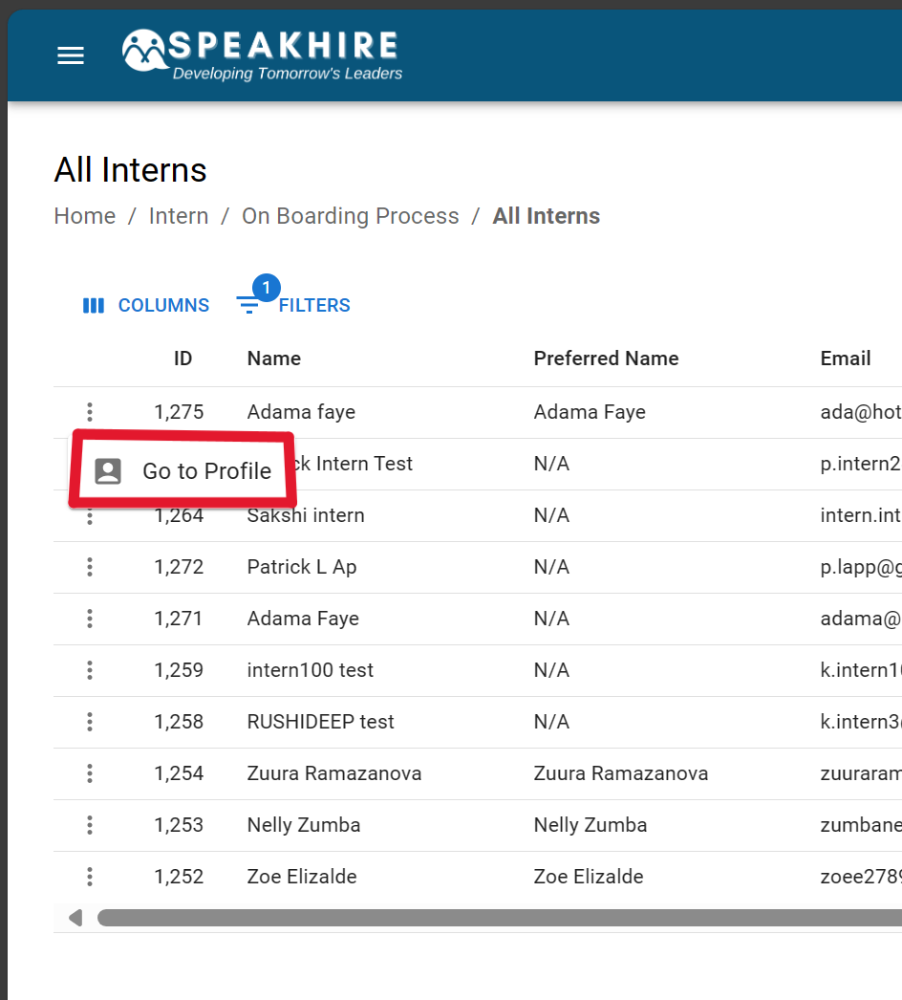 SPEAKHIRE
Developing Tomorrow's Leaders
All Interns
Home / Intern / On Boarding Process / All Interns
COLUMNS 1 FILTERS
ID Name Preferred Name Email
1,275 Adama faye Adama Faye ada@hot
Go to Profile
ck Intern Test N/A p.intern2
1,264 Sakshi intern N/A intern.int
1,272 Patrick L Ap N/A p.lapp@g
1,271 Adama Faye N/A adama@
1,259 intern100 test N/A k.intern10
1,258 RUSHIDEEP test N/A k.intern3@
1,254 Zuura Ramazanova Zuura Ramazanova zuuraram
1,253 Nelly Zumba Nelly Zumba zumbane
1,252 Zoe Elizalde Zoe Elizalde zoee2789